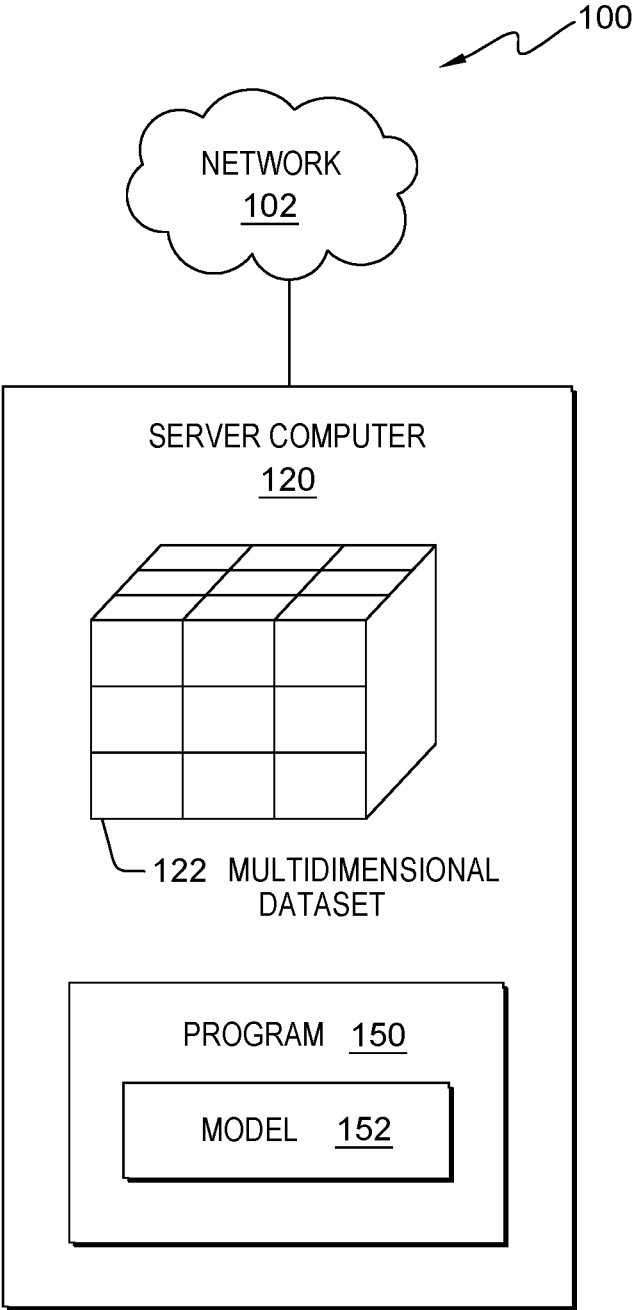 100
NETWORK
102
SERVER COMPUTER
120
122 MULTIDIMENSIONAL
DATASET
PROGRAM 150
MODEL 152